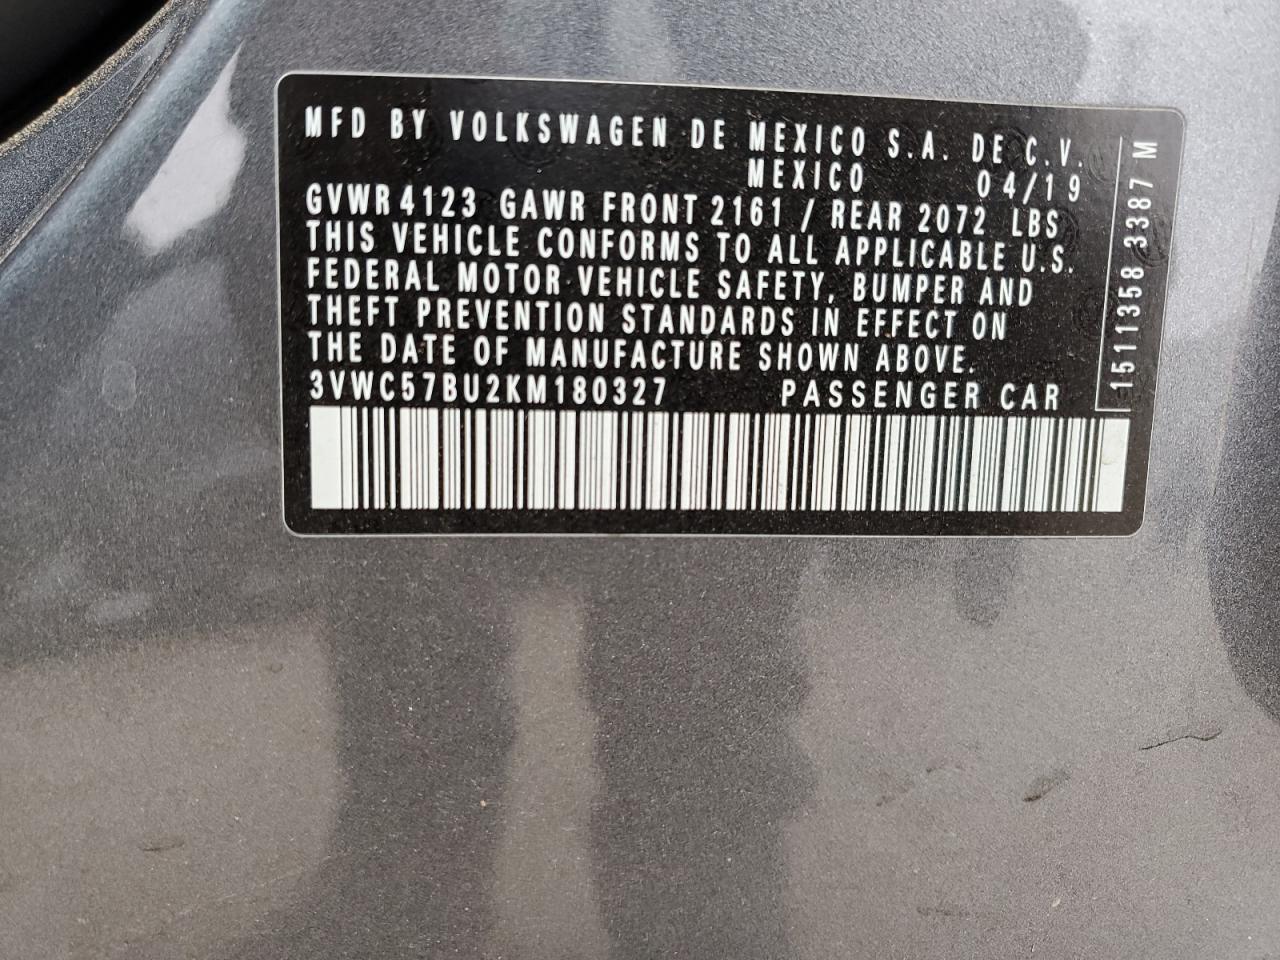 MFD BY VOLKSWAGEN DE MEXICO S.A. DE C.V.
MEXICO 04/19
GVWR 4123 GAWR FRONT 2161 / REAR 2072 LBS
THIS VEHICLE CONFORMS TO ALL APPLICABLE U.S.
FEDERAL MOTOR VEHICLE SAFETY, BUMPER AND
THEFT PREVENTION STANDARDS IN EFFECT ON
THE DATE OF MANUFACTURE SHOWN ABOVE.
3VWC57BU2KM180327 PASSENGER CAR
1511358 3387 M